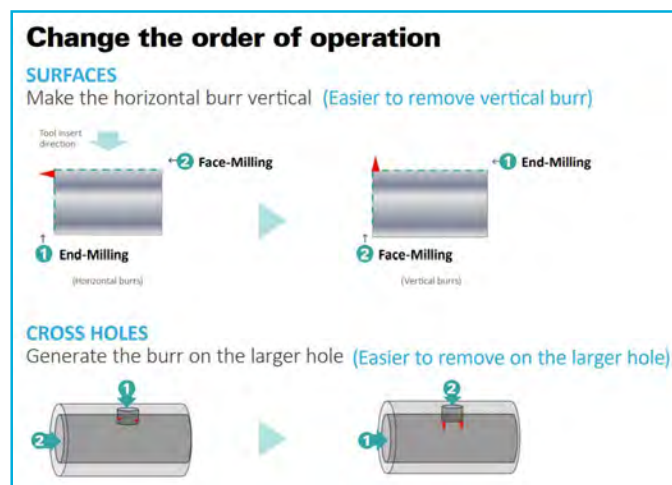 Change the order of operation
SURFACES
Make the horizontal burr vertical (Easier to remove vertical burr)
Tool insert
direction
2 Face-Milling
1 End-Milling
(Horizontal burrs)
1 End-Milling
2 Face-Milling
(Vertical burrs)
CROSS HOLES
Generate the burr on the larger hole (Easier to remove on the larger hole)
1
2
2
1